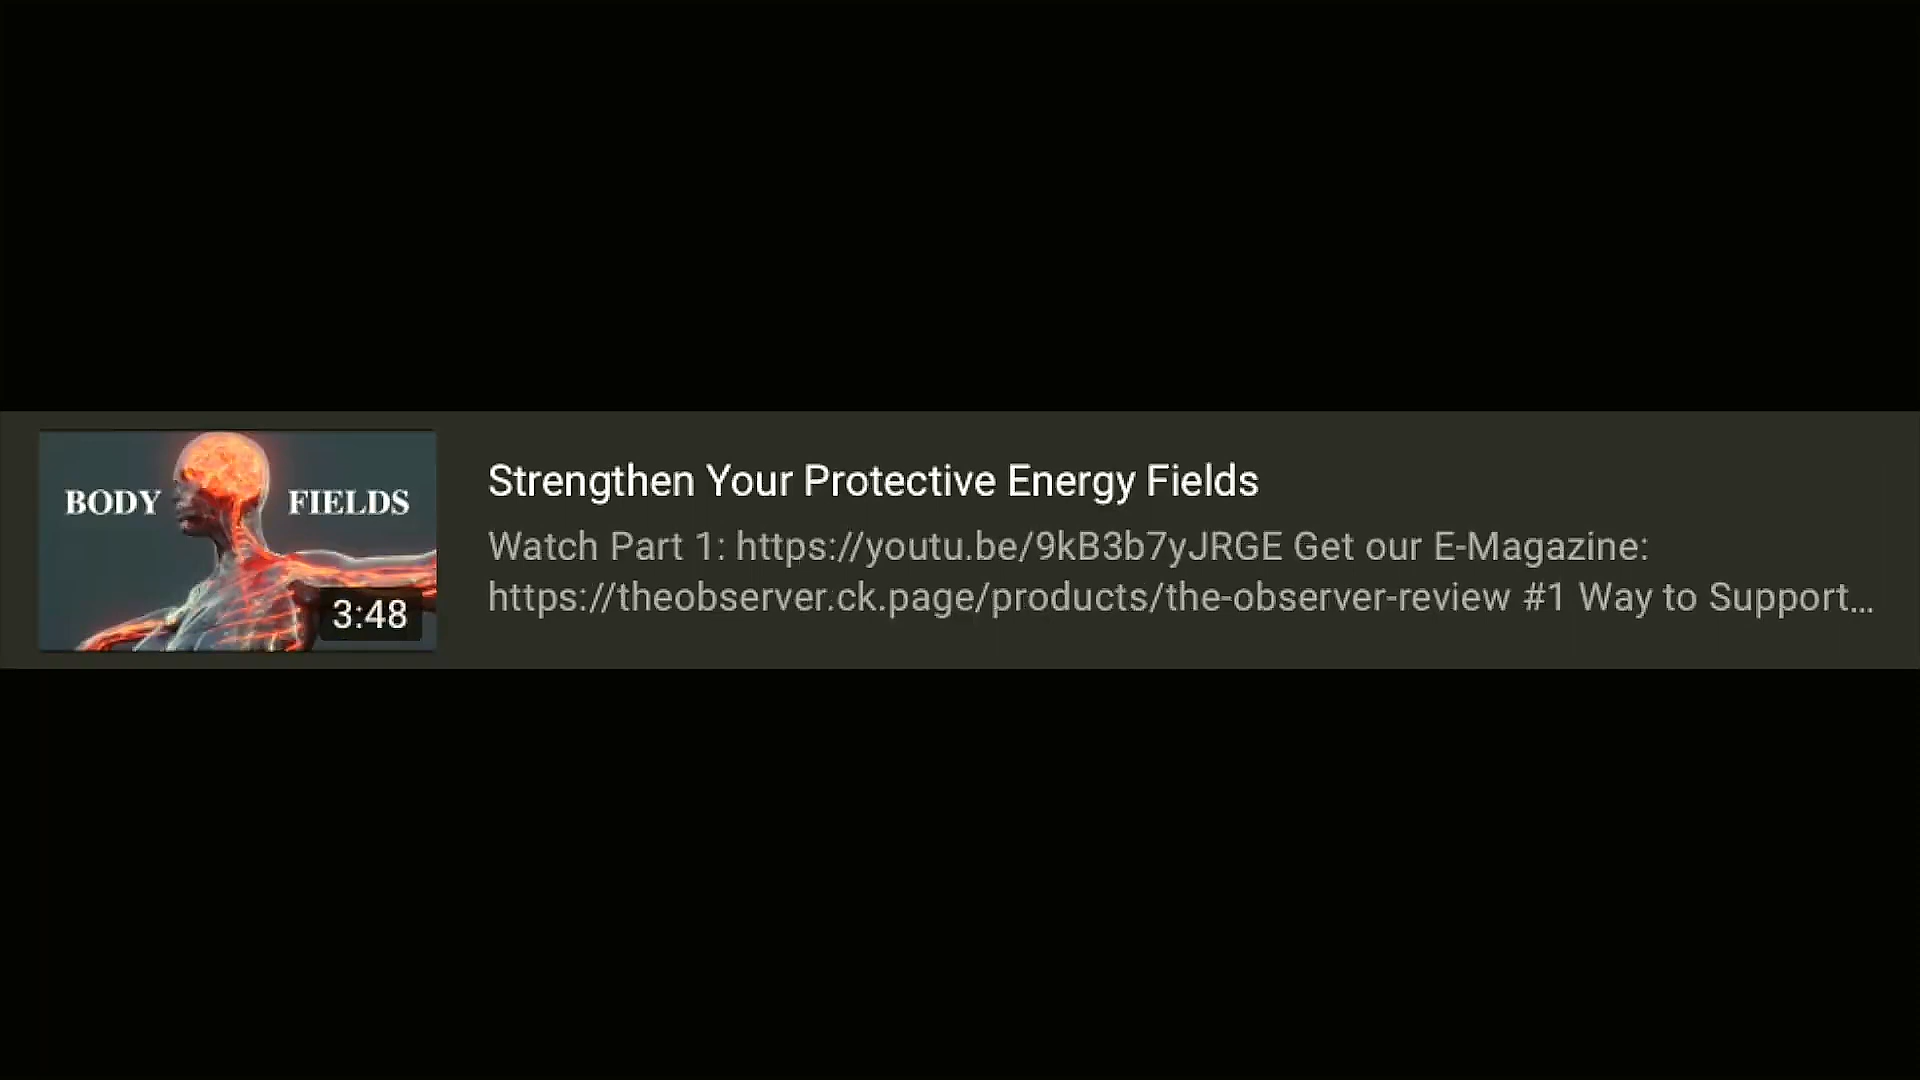 BODY FIELDS
3:48
Strengthen Your Protective Energy Fields
Watch Part 1: https://youtu.be/9kB3b7yJRGE Get our E-Magazine:
https://theobserver.ck.page/products/the-observer-review #1 Way to Support...